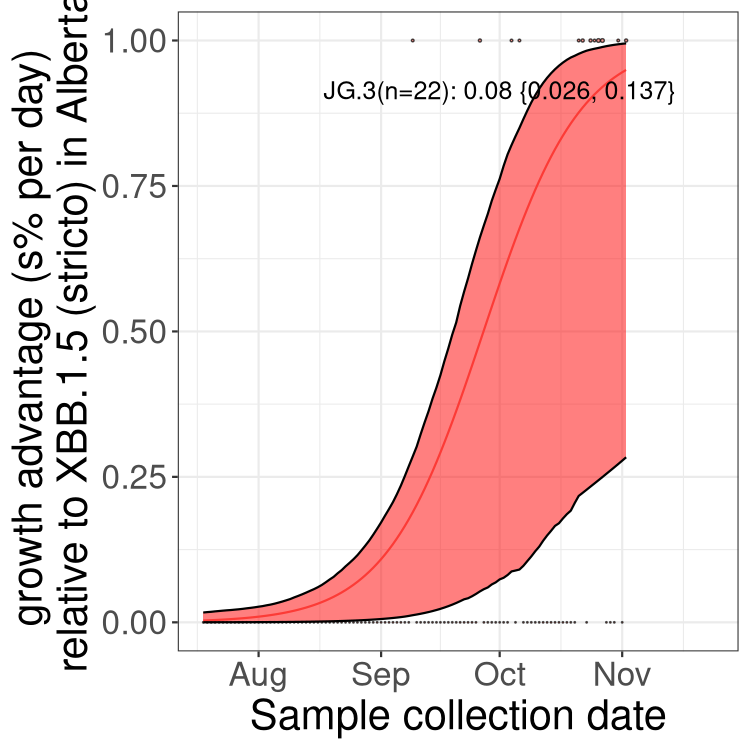 growth advantage (s% per day)
relative to XBB.1.5 (stricto) in Alberta
1.00
0.75
0.50
0.25
0.00
JG.3(n=22): 0.08 {0.026, 0.137}
Aug Sep Oct Nov
Sample collection date